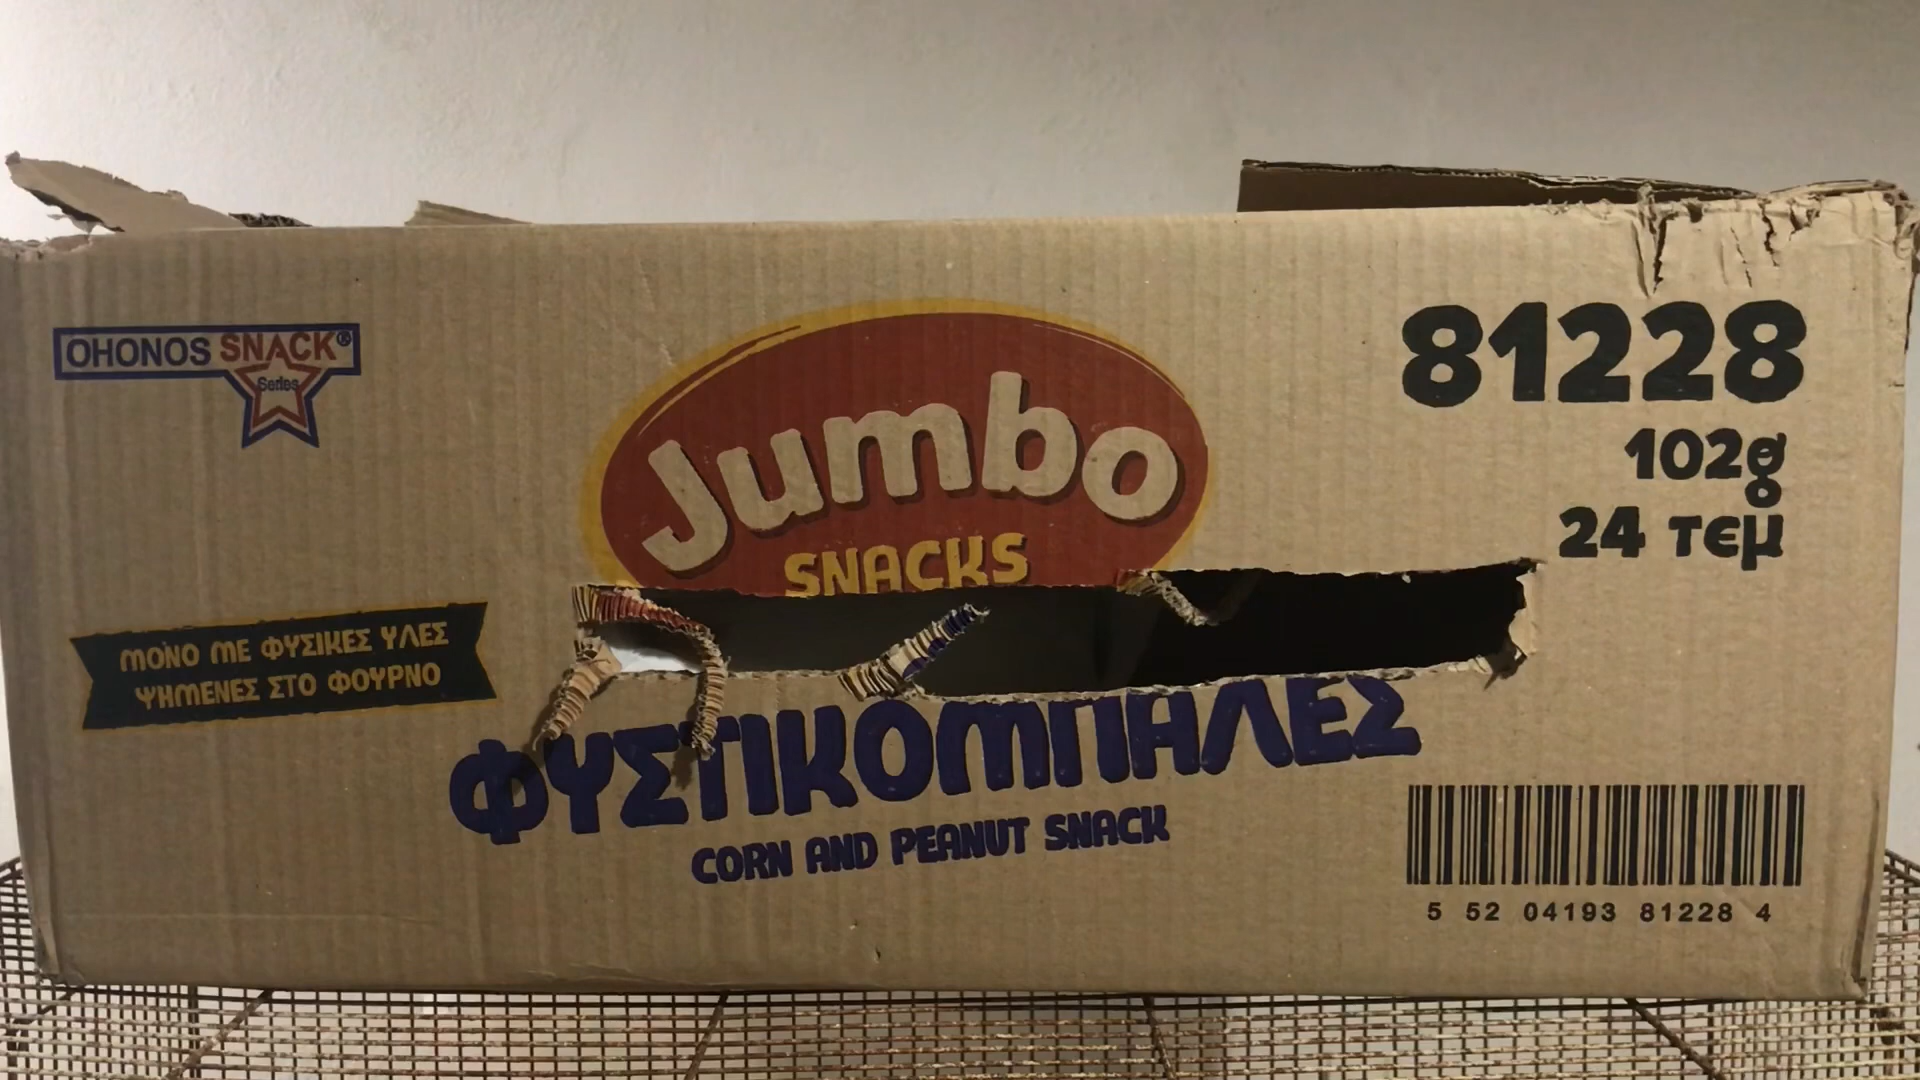 OHONOS SNACK®
Series
Jumbo
SNACKS
81228
102g
24 τεμ
ΜΟΝΟ ΜΕ ΦΥΣΙΚΕΣ ΥΛΕΣ
ΨΗΜΕΝΕΣ ΣΤΟ ΦΟΥΡΝΟ
ΦΥΣΤΙΚΟΜΠΑΛΕΣ
CORN AND PEANUT SNACK
5 52 04193 81228 4